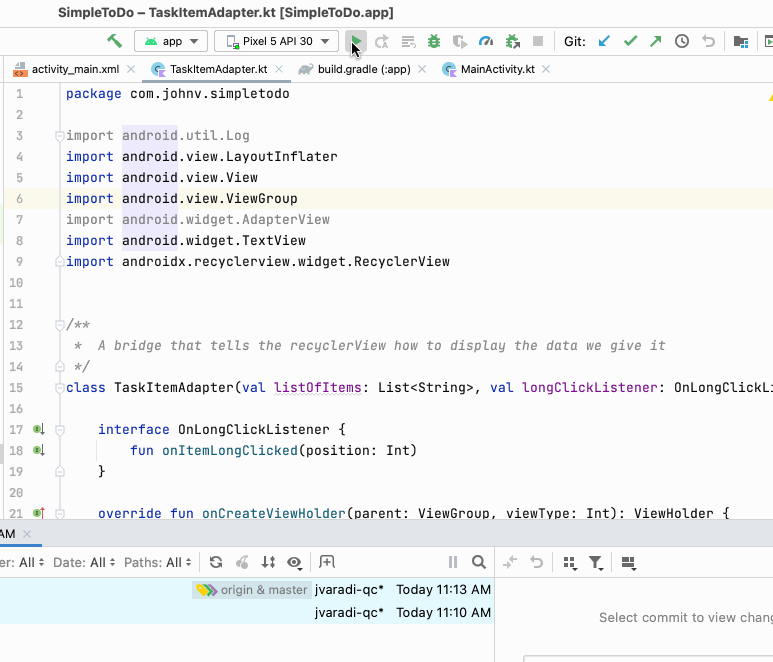 SimpleToDo – TaskItemAdapter.kt [SimpleToDo.app]
app Pixel 5 API 30 Git:
activity_main.xml TaskItemAdapter.kt build.gradle (:app) MainActivity.kt
1 package com.johnv.simpletodo
2
3 import android.util.Log
4 import android.view.LayoutInflater
5 import android.view.View
6 import android.view.ViewGroup
7 import android.widget.AdapterView
8 import android.widget.TextView
9 import androidx.recyclerview.widget.RecyclerView
10
11
12 /**
13 * A bridge that tells the recyclerView how to display the data we give it
14 */
15 class TaskItemAdapter(val listOfItems: List<String>, val longClickListener: OnLongClickLi
16
17 interface OnLongClickListener {
18 fun onItemLongClicked(position: Int)
19 }
20
21 override fun onCreateViewHolder(parent: ViewGroup, viewType: Int): ViewHolder {
AM
er: All Date: All Paths: All
origin & master jvaradi-qc* Today 11:13 AM
jvaradi-qc* Today 11:10 AM
Select commit to view chang